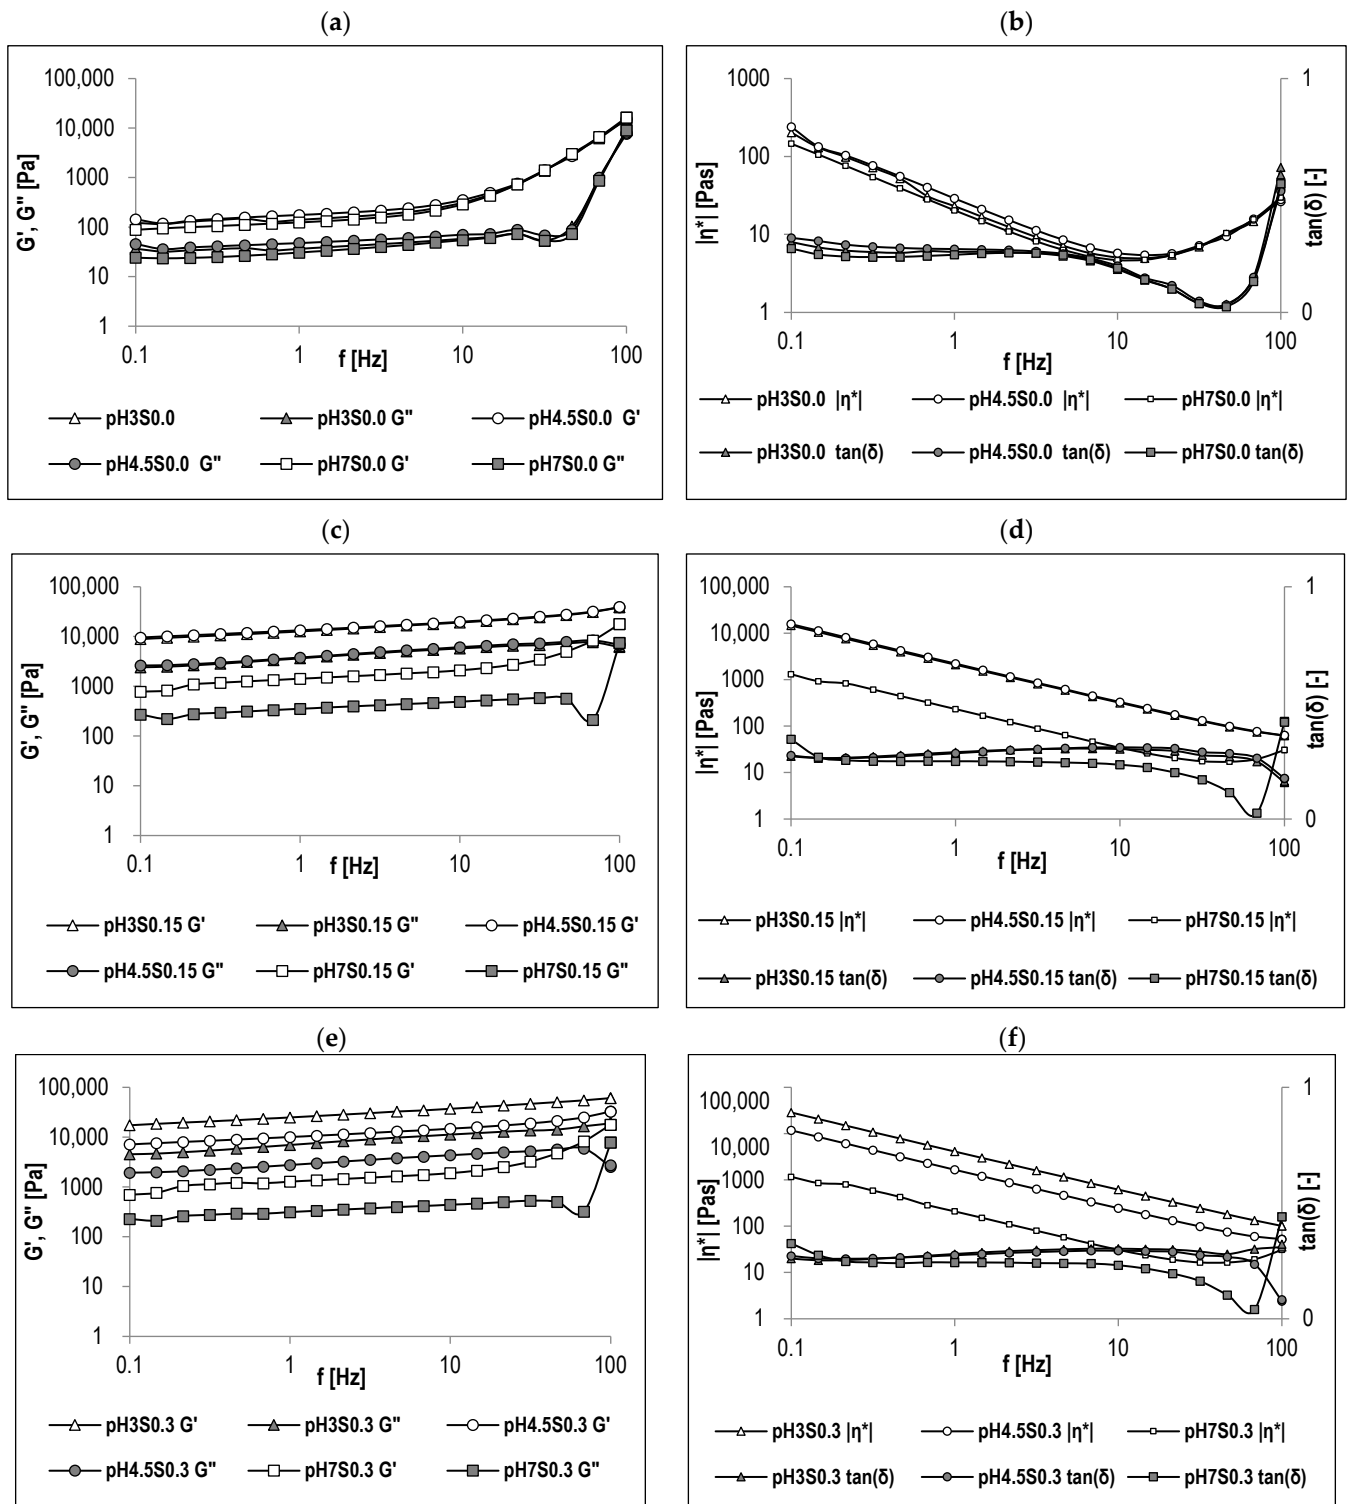 (a)
100,000
10,000
1000
100
10
1
G', G" [Pa]
0.1 1 10 100
f [Hz]
pH3S0.0 pH3S0.0 G" pH4.5S0.0 G'
pH4.5S0.0 G" pH7S0.0 G' pH7S0.0 G"
(b)
1000
100
10
1
|η*| [Pas]
1
0
tan(δ) [-]
0.1 1 10 100
f [Hz]
pH3S0.0 |η*| pH4.5S0.0 |η*| pH7S0.0 |η*|
pH3S0.0 tan(δ) pH4.5S0.0 tan(δ) pH7S0.0 tan(δ)
(c)
100,000
10,000
1000
100
10
1
G', G" [Pa]
0.1 1 10 100
f [Hz]
pH3S0.15 G' pH3S0.15 G" pH4.5S0.15 G'
pH4.5S0.15 G" pH7S0.15 G' pH7S0.15 G"
(d)
100,000
10,000
1000
100
10
1
|η*| [Pas]
1
0
tan(δ) [-]
0.1 1 10 100
f [Hz]
pH3S0.15 |η*| pH4.5S0.15 |η*| pH7S0.15 |η*|
pH3S0.15 tan(δ) pH4.5S0.15 tan(δ) pH7S0.15 tan(δ)
(e)
100,000
10,000
1000
100
10
1
G', G" [Pa]
0.1 1 10 100
f [Hz]
pH3S0.3 G' pH3S0.3 G" pH4.5S0.3 G'
pH4.5S0.3 G" pH7S0.3 G' pH7S0.3 G"
(f)
100,000
10,000
1000
100
10
1
|η*| [Pas]
1
0
tan(δ) [-]
0.1 1 10 100
f [Hz]
pH3S0.3 |η*| pH4.5S0.3 |η*| pH7S0.3 |η*|
pH3S0.3 tan(δ) pH4.5S0.3 tan(δ) pH7S0.3 tan(δ)